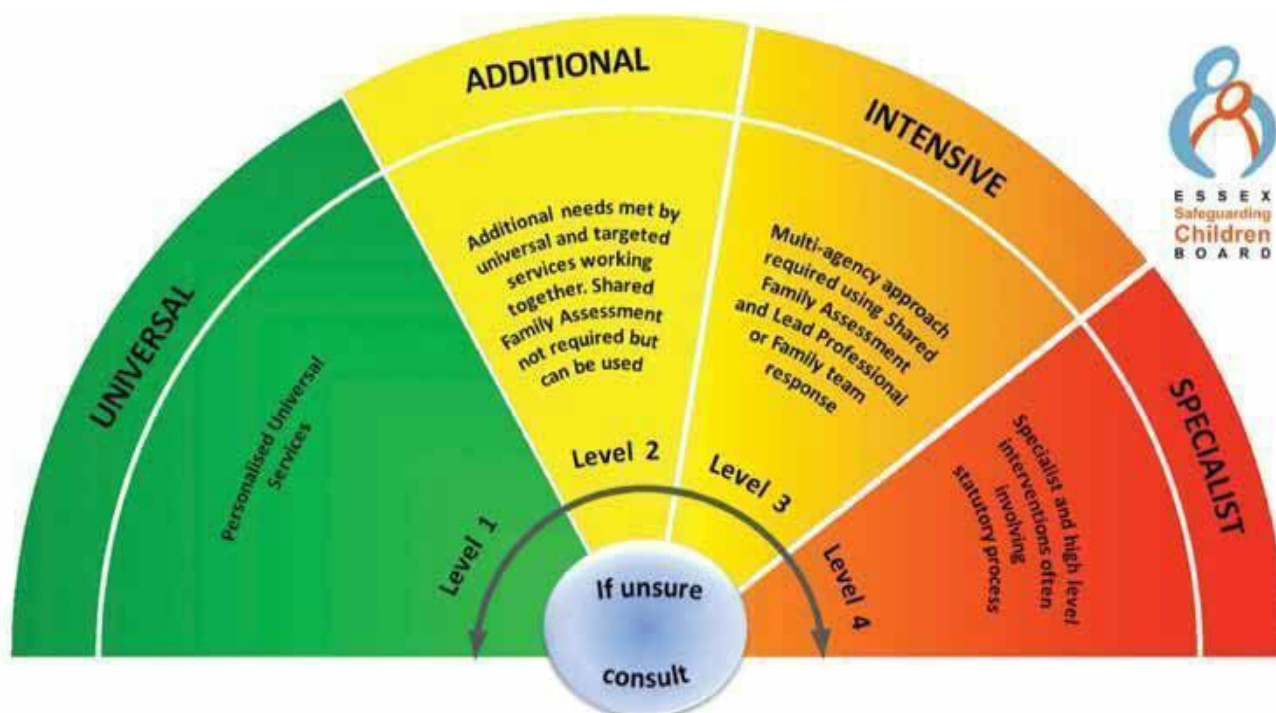 UNIVERSAL
Personalised Universal
Services
Level 1
ADDITIONAL
Additional needs met by
universal and targeted
services working
together. Shared
Family Assessment
not required but
can be used
Level 2
INTENSIVE
Multi-agency approach
required using Shared
Family Assessment
and Lead Professional
or Family team
response
Level 3
SPECIALIST
Specialist and high level
interventions often
involving
statutory process
Level 4
If unsure
consult
ESSEX
Safeguarding
Children
BOARD